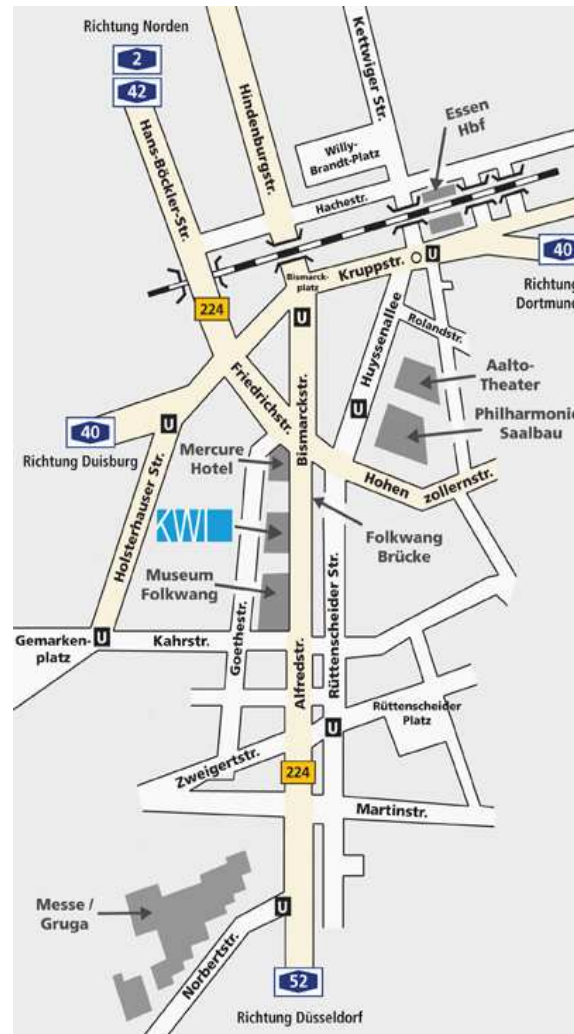 Richtung Norden
2
42
Hans-Böckler-Str.
Hindenburgstr.
Kettwiger Str.
Willy-
Brandt-Platz
Essen
Hbf
Hachestr.
Bismarck-
platz
Kruppstr.
U
40
Richtung
Dortmund
224
U
Huyssenallee
Rolandstr.
Aalto-
Theater
Philharmonie
Saalbau
Friedrichstr.
Bismarckstr.
U
U
40
Richtung Duisburg
Holsterhauser Str.
Mercure
Hotel
Hohen
zollernstr.
KWI
Folkwang
Brücke
Museum
Folkwang
Goethestr.
Rüttenscheider Str.
U
Gemarken-
platz
Kahrstr.
Alfredstr.
Rüttenscheider
Platz
U
Zweigertstr.
224
Martinstr.
Messe /
Gruga
U
Norbertstr.
52
Richtung Düsseldorf